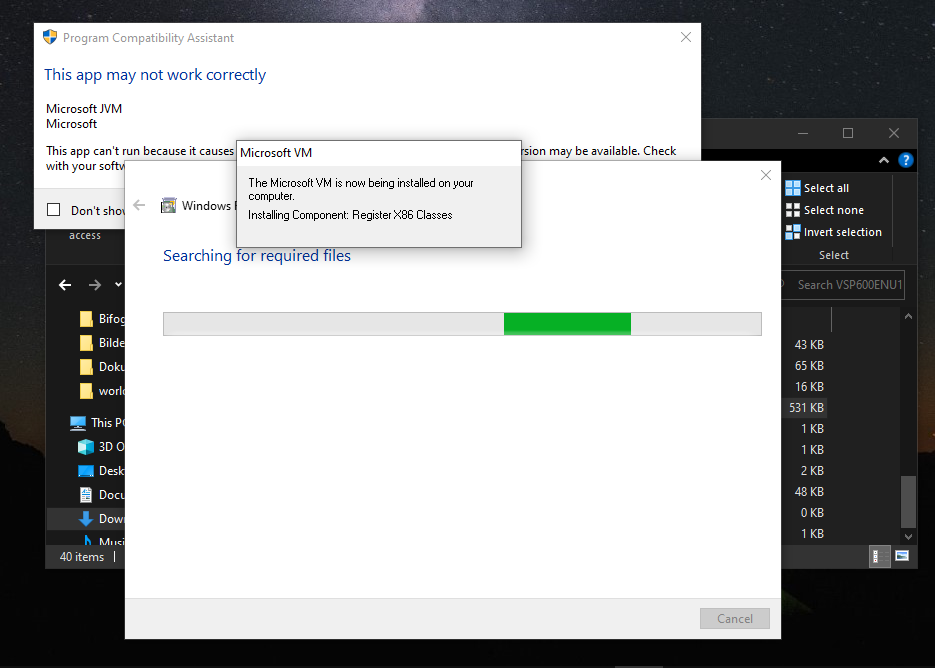 Program Compatibility Assistant
This app may not work correctly
Microsoft JVM
Microsoft
This app can't run because it causes
rsion may be available. Check
with your softw
Don't show
access
Microsoft VM
The Microsoft VM is now being installed on your
computer.
Installing Component: Register X86 Classes
Windows
Searching for required files
Cancel
Select all
Select none
Invert selection
Select
Search VSP600ENU1
Bifog
Bilde
Doku
world
This PC
3D O
Desk
Docu
Down
Musi
40 items
43 KB
65 KB
16 KB
531 KB
1 KB
1 KB
2 KB
48 KB
0 KB
1 KB